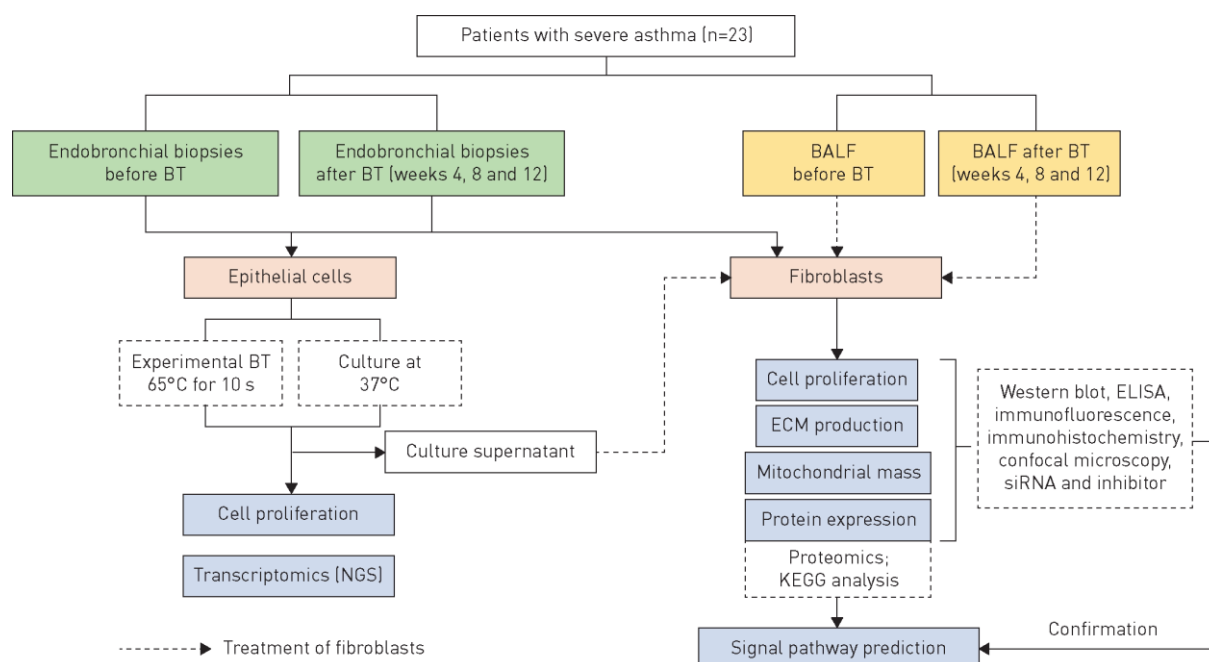 Patients with severe asthma (n=23)
Endobronchial biopsies
before BT
Endobronchial biopsies
after BT (weeks 4, 8 and 12)
BALF
before BT
BALF after BT
(weeks 4, 8 and 12)
Epithelial cells
Fibroblasts
Experimental BT
65°C for 10 s
Culture at
37°C
Culture supernatant
Cell proliferation
Transcriptomics (NGS)
Cell proliferation
ECM production
Mitochondrial mass
Protein expression
Proteomics;
KEGG analysis
Western blot, ELISA,
immunofluorescence,
immunohistochemistry,
confocal microscopy,
siRNA and inhibitor
Signal pathway prediction
Confirmation
Treatment of fibroblasts